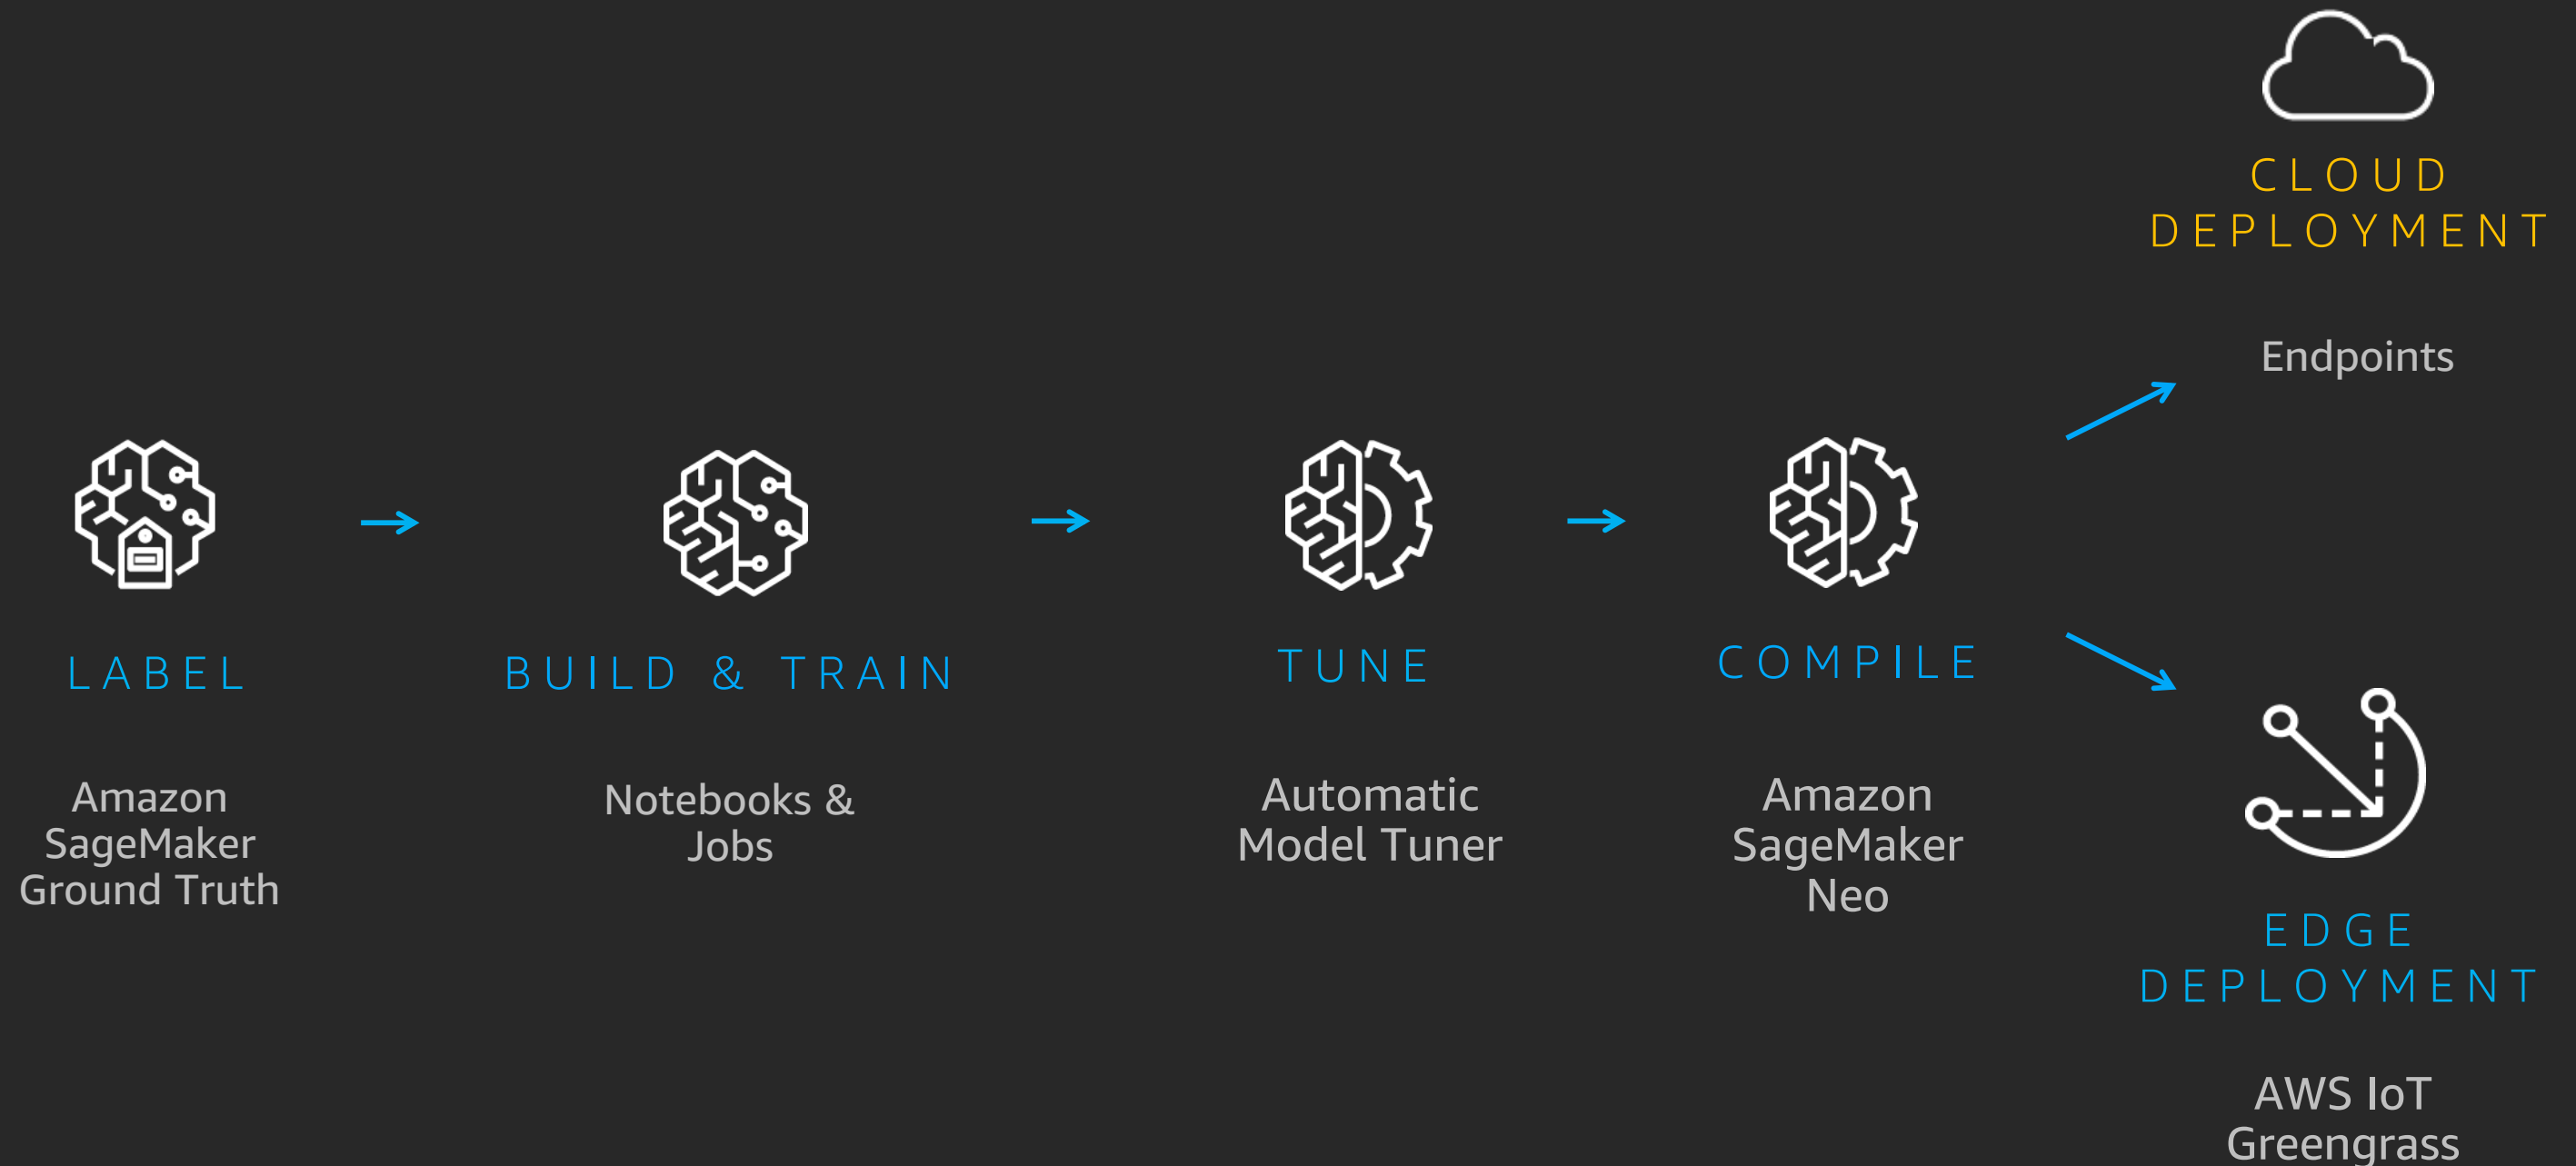 CLOUD
DEPLOYMENT
Endpoints
LABEL
Amazon
SageMaker
Ground Truth
BUILD & TRAIN
Notebooks &
Jobs
TUNE
Automatic
Model Tuner
COMPILE
Amazon
SageMaker
Neo
EDGE
DEPLOYMENT
AWS IoT
Greengrass